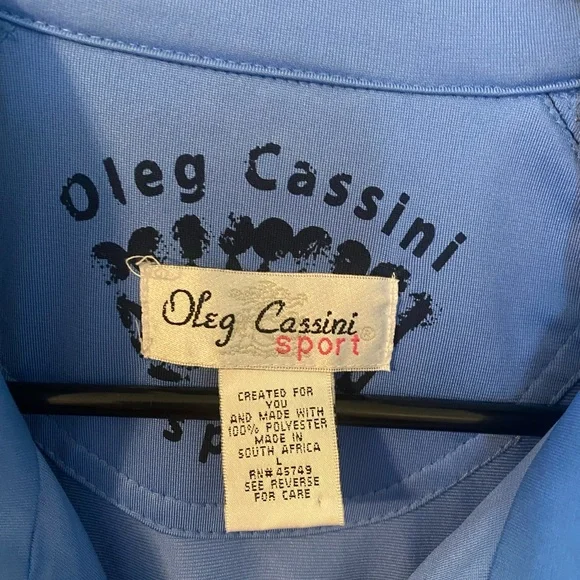 Oleg Cassini
Oleg Cassini®
sport
CREATED FOR
YOU
AND MADE WITH
100% POLYESTER
MADE IN
SOUTH AFRICA
L
RN#45749
SEE REVERSE
FOR CARE